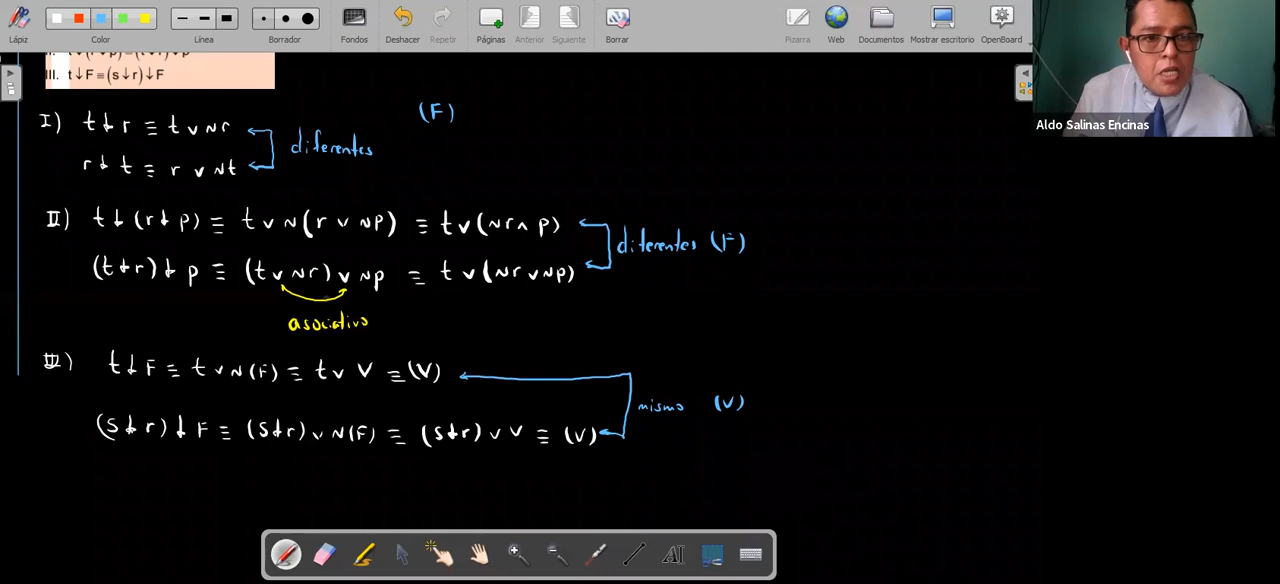 Lápiz Color Línea Borrador Fondos Deshacer Repetir Páginas Anterior Siguiente Borrar Pizarra Web Documentos Mostrar escritorio OpenBoard
III. t↓F≡(s↓r)↓F
Aldo Salinas Encinas
I) t↓r ≡ t ∨ ~r (F)
diferentes
r↓t ≡ r ∨ ~t
II) t↓(r↓p) ≡ t ∨ ~(r ∨ ~p) ≡ t ∨ (~r ∧ p)
diferentes (F)
(t↓r)↓p ≡ (t ∨ ~r) ∨ ~p ≡ t ∨ (~r ∨ ~p)
asociativo
III) t↓F ≡ t ∨ ~(F) ≡ t ∨ V ≡ (V)
mismo (V)
(s↓r)↓F ≡ (s↓r) ∨ ~(F) ≡ (s↓r) ∨ V ≡ (V)